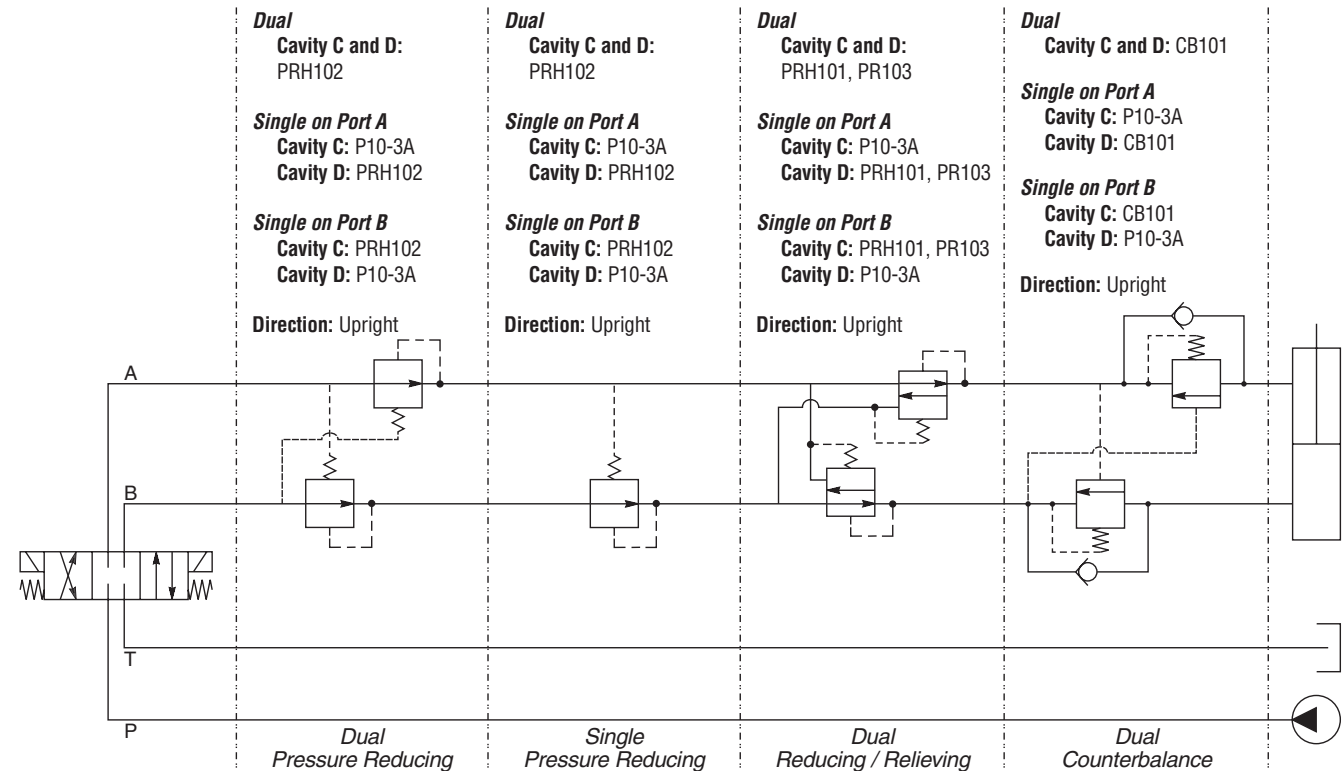 Dual
Cavity C and D:
PRH102
Single on Port A
Cavity C: P10-3A
Cavity D: PRH102
Single on Port B
Cavity C: PRH102
Cavity D: P10-3A
Direction: Upright
Dual
Cavity C and D:
PRH102
Single on Port A
Cavity C: P10-3A
Cavity D: PRH102
Single on Port B
Cavity C: PRH102
Cavity D: P10-3A
Direction: Upright
Dual
Cavity C and D:
PRH101, PR103
Single on Port A
Cavity C: P10-3A
Cavity D: PRH101, PR103
Single on Port B
Cavity C: PRH101, PR103
Cavity D: P10-3A
Direction: Upright
Dual
Cavity C and D: CB101
Single on Port A
Cavity C: P10-3A
Cavity D: CB101
Single on Port B
Cavity C: CB101
Cavity D: P10-3A
Direction: Upright
A
B
T
P
Dual
Pressure Reducing
Single
Pressure Reducing
Dual
Reducing / Relieving
Dual
Counterbalance